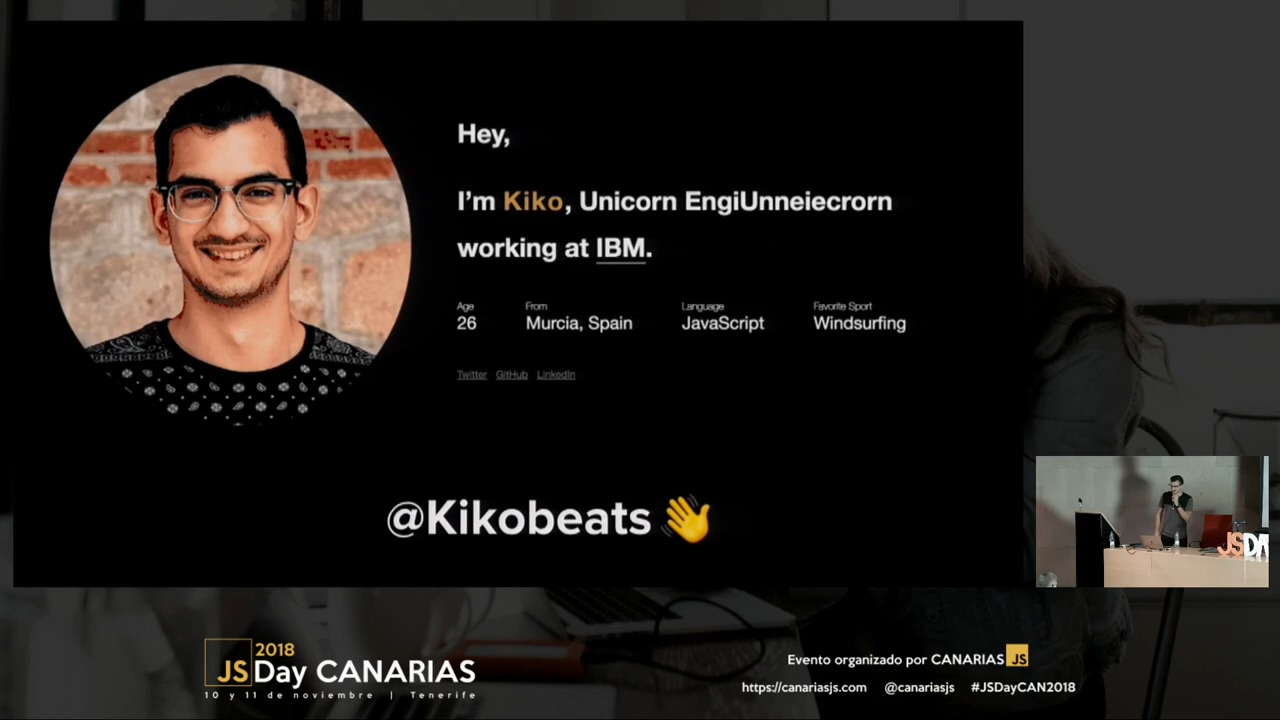 Hey,
I'm Kiko, Unicorn EngiUnneiecrorn
working at IBM.
Age From Language Favorite Sport
26 Murcia, Spain JavaScript Windsurfing
Twitter GitHub LinkedIn
@Kikobeats 👋
JSDA
2018
JSDay CANARIAS
10 y 11 de noviembre | Tenerife
Evento organizado por CANARIAS JS
https://canariasjs.com @canariasjs #JSDayCAN2018